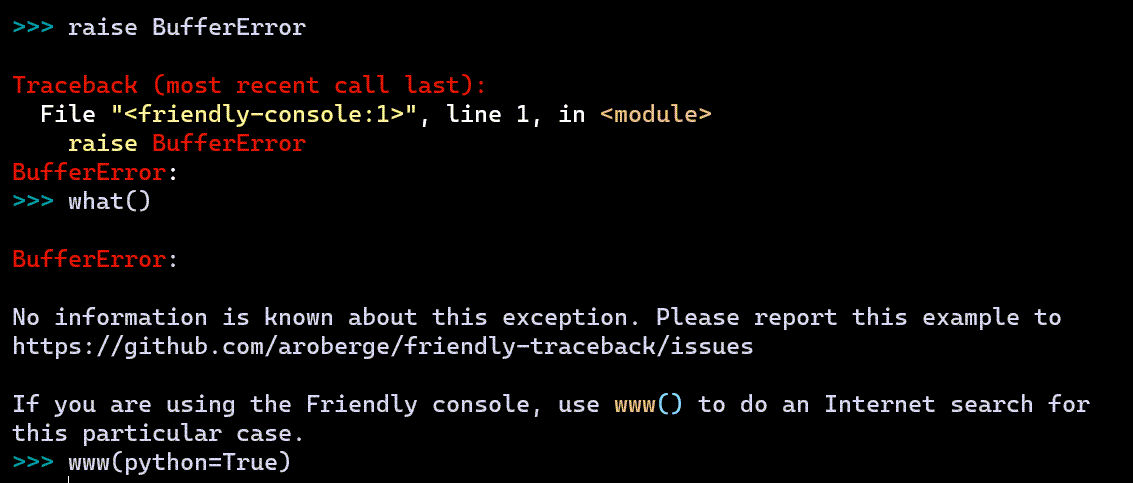 >>> raise BufferError
Traceback (most recent call last):
  File "<friendly-console:1>", line 1, in <module>
    raise BufferError
BufferError:
>>> what()
BufferError:
No information is known about this exception. Please report this example to
https://github.com/aroberge/friendly-traceback/issues
If you are using the Friendly console, use www() to do an Internet search for
this particular case.
>>> www(python=True)